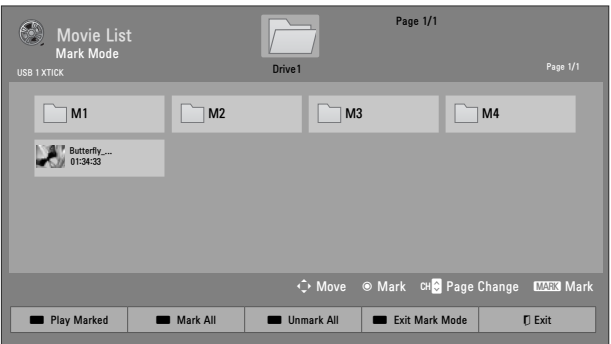 Movie List
Mark Mode
USB 1 XTICK
Drive1
Page 1/1
Page 1/1
M1
M2
M3
M4
Butterfly_...
01:34:33
Move
Mark
CH Page Change
MARK Mark
Play Marked
Mark All
Unmark All
Exit Mark Mode
Exit